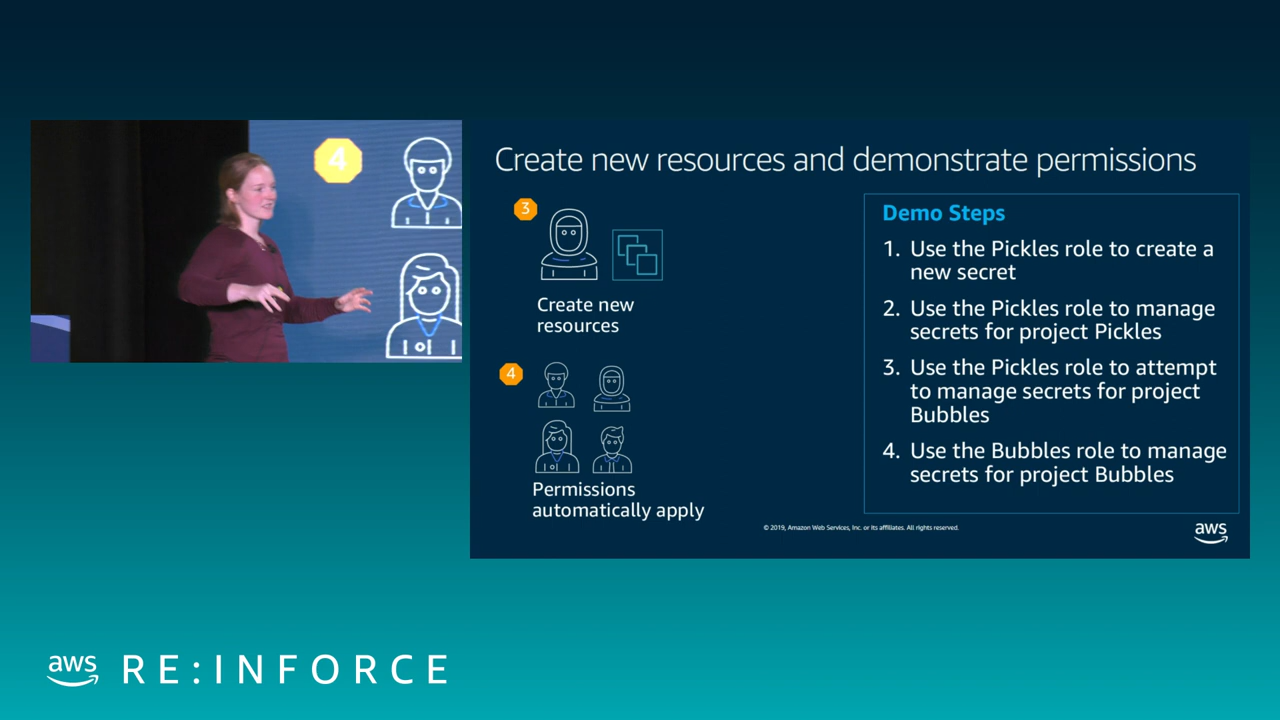 4
Create new resources and demonstrate permissions
3
Create new
resources
4
Permissions
automatically apply
Demo Steps
1. Use the Pickles role to create a
new secret
2. Use the Pickles role to manage
secrets for project Pickles
3. Use the Pickles role to attempt
to manage secrets for project
Bubbles
4. Use the Bubbles role to manage
secrets for project Bubbles
© 2019, Amazon Web Services, Inc. or its affiliates. All rights reserved.
aws
aws RE:INFORCE